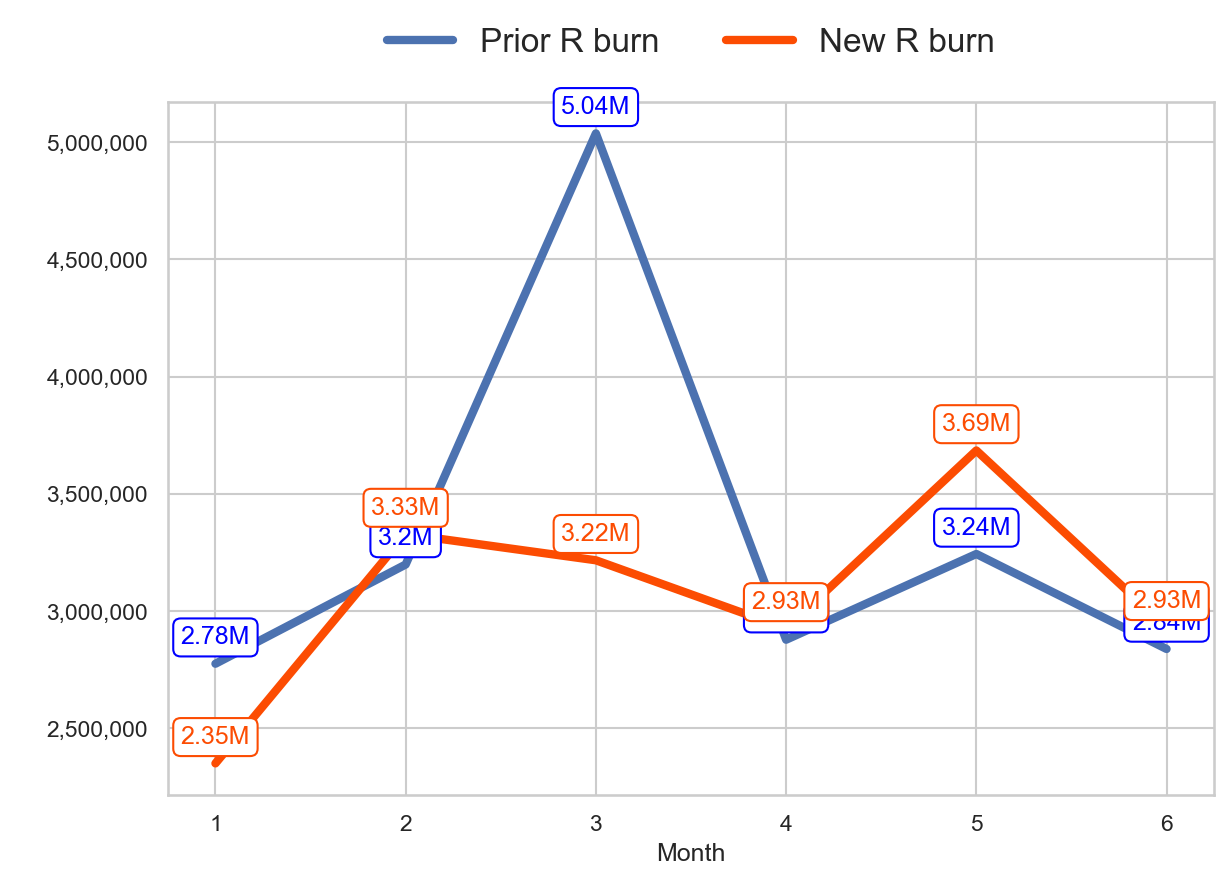 Prior R burn New R burn
5.04M
5,000,000
4,500,000
4,000,000
3.69M
3,500,000
3.33M
3.2M
3.22M
3.24M
3,000,000
2.93M
2.93M
2.84M
2.78M
2,500,000
2.35M
1 2 3 4 5 6
Month